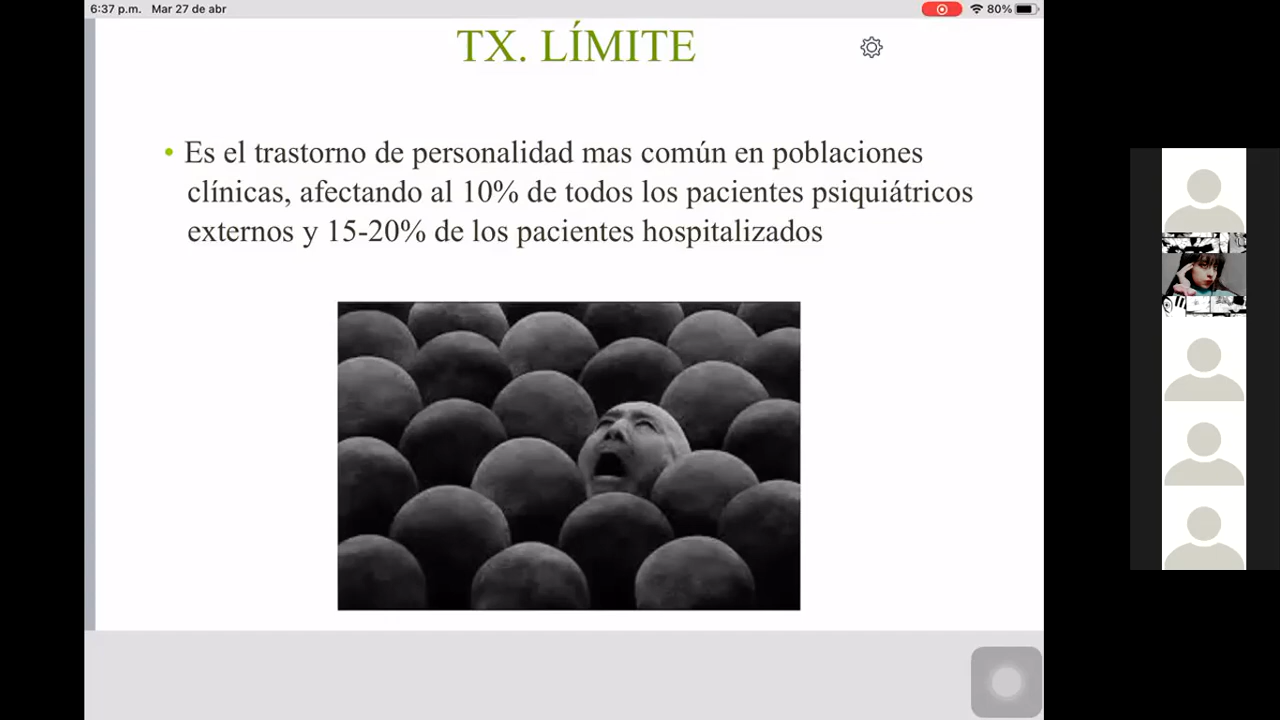 6:37 p.m. Mar 27 de abr
80%
TX. LÍMITE
• Es el trastorno de personalidad mas común en poblaciones
clínicas, afectando al 10% de todos los pacientes psiquiátricos
externos y 15-20% de los pacientes hospitalizados